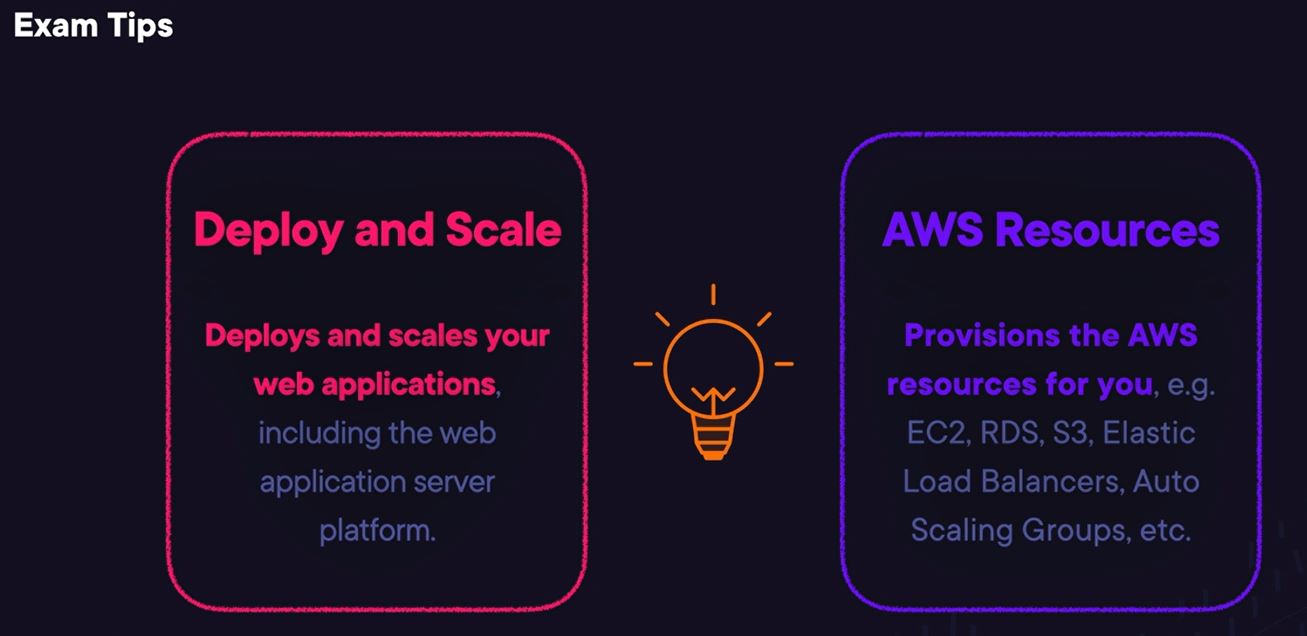 Exam Tips
Deploy and Scale
Deploys and scales your
web applications,
including the web
application server
platform.
AWS Resources
Provisions the AWS
resources for you, e.g.
EC2, RDS, S3, Elastic
Load Balancers, Auto
Scaling Groups, etc.